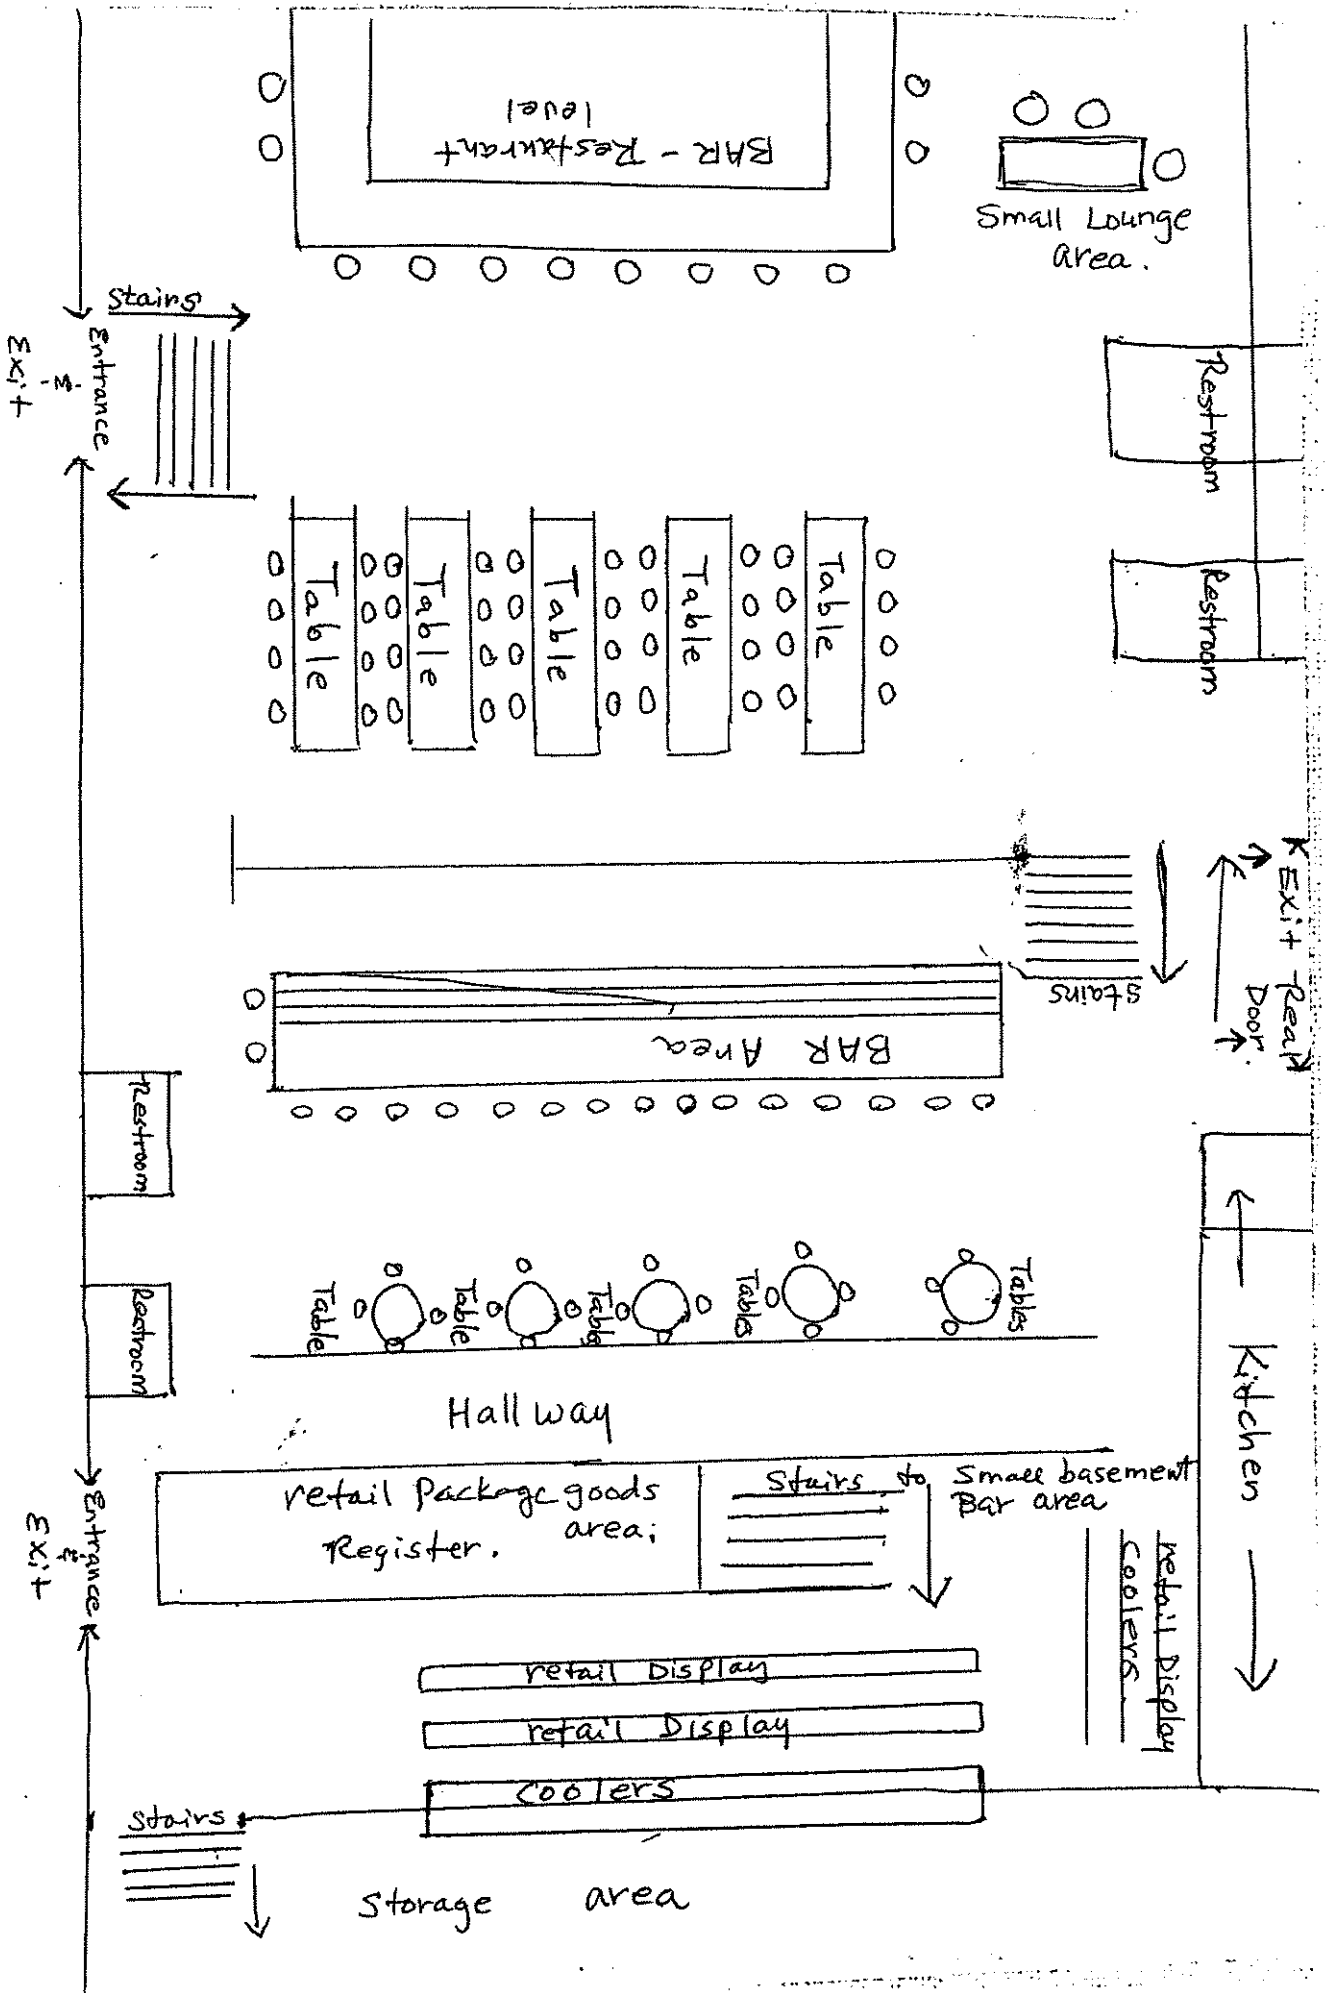 BAR - Restaurant
level
Small Lounge
area.
Stairs
Entrance
-M-
Exit
Restroom
Restroom
Table
Table
Table
Table
Table
Exit Rear
Door.
Stairs
BAR Area
Restroom
Restroom
Table
Table
Table
Tables
Tables
Hallway
Kitchen
retail Package goods
area;
Register.
Stairs to Small basement
Bar area
Entrance
&
Exit
retail Display
Coolers
retail Display
retail Display
Coolers
Stairs
Storage area